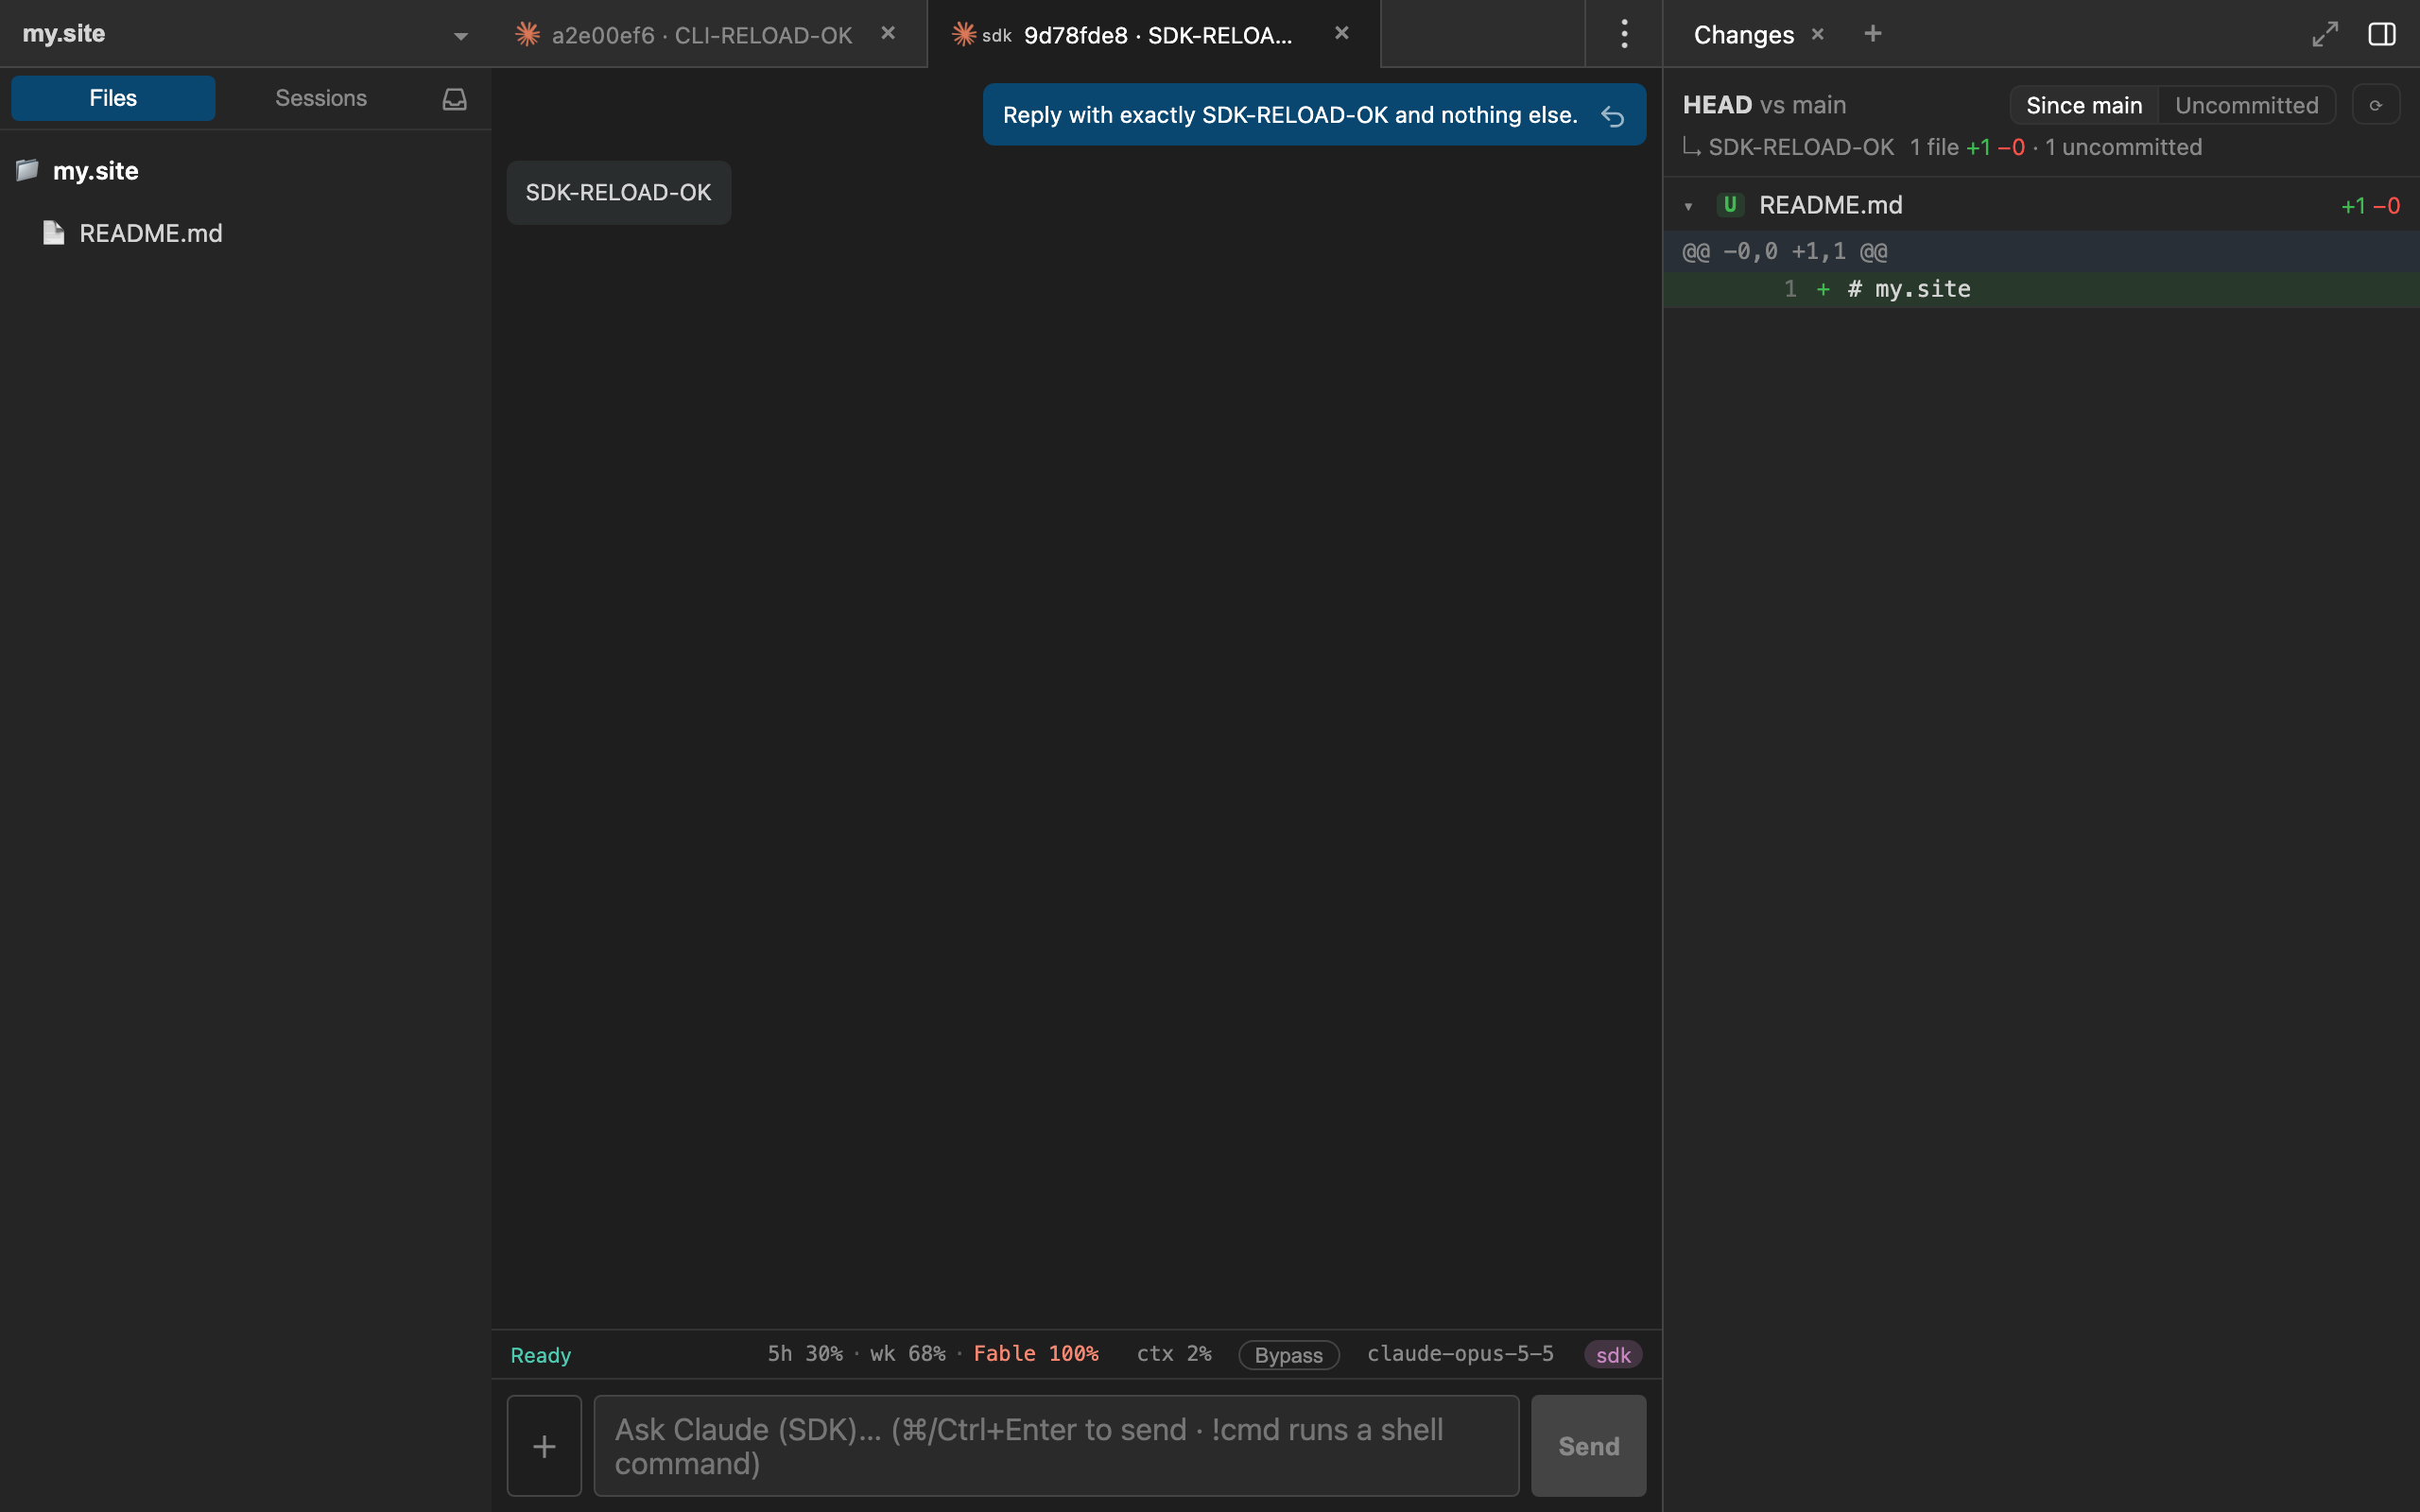 my.site
a2e00ef6 · CLI-RELOAD-OK
sdk 9d78fde8 · SDK-RELOA...
Changes
Files
Sessions
my.site
README.md
Reply with exactly SDK-RELOAD-OK and nothing else.
SDK-RELOAD-OK
HEAD vs main
Since main
Uncommitted
SDK-RELOAD-OK 1 file +1 −0 · 1 uncommitted
U README.md +1 −0
@@ −0,0 +1,1 @@
1 + # my.site
Ready
5h 30% · wk 68% · Fable 100% ctx 2% Bypass claude-opus-5-5 sdk
Ask Claude (SDK)... (⌘/Ctrl+Enter to send · !cmd runs a shell
command)
Send